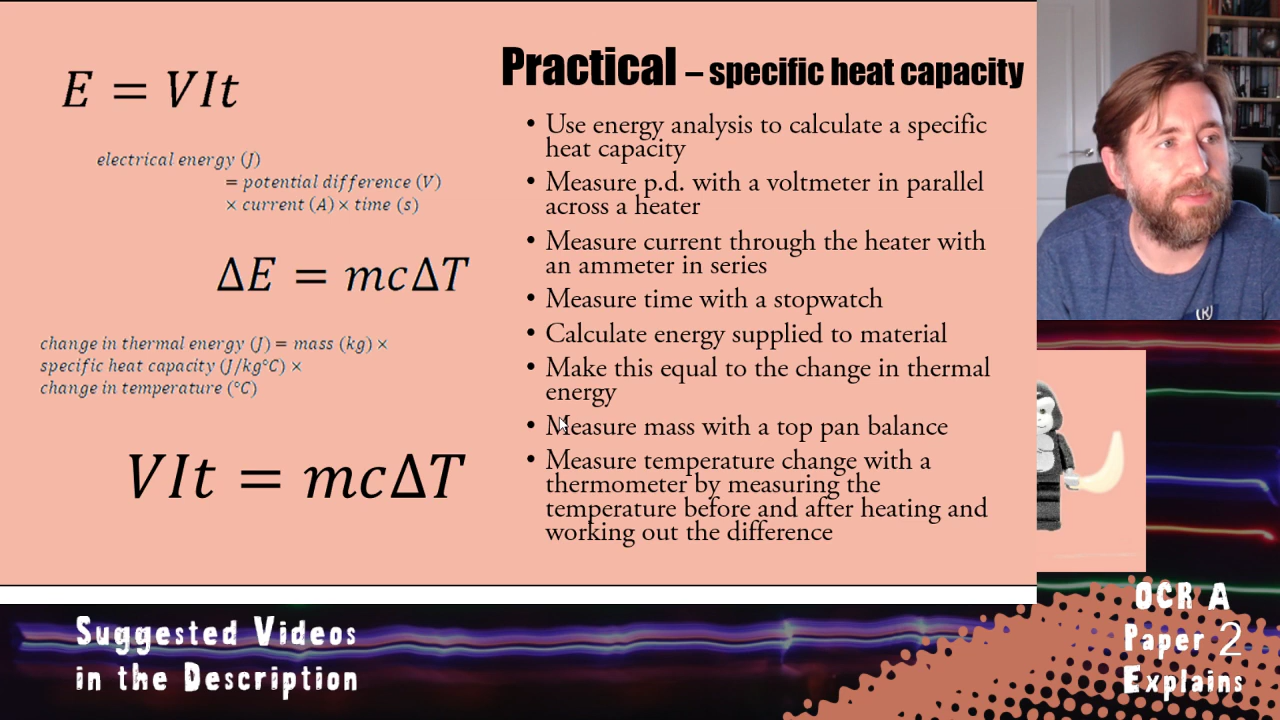 E = VIt
electrical energy (J)
= potential difference (V)
× current (A) × time (s)
ΔE = mcΔT
change in thermal energy (J) = mass (kg) ×
specific heat capacity (J/kg°C) ×
change in temperature (°C)
VIt = mcΔT
Practical – specific heat capacity
• Use energy analysis to calculate a specific
heat capacity
• Measure p.d. with a voltmeter in parallel
across a heater
• Measure current through the heater with
an ammeter in series
• Measure time with a stopwatch
• Calculate energy supplied to material
• Make this equal to the change in thermal
energy
• Measure mass with a top pan balance
• Measure temperature change with a
thermometer by measuring the
temperature before and after heating and
working out the difference
Suggested Videos
in the Description
OCR A
Paper 2
Explains